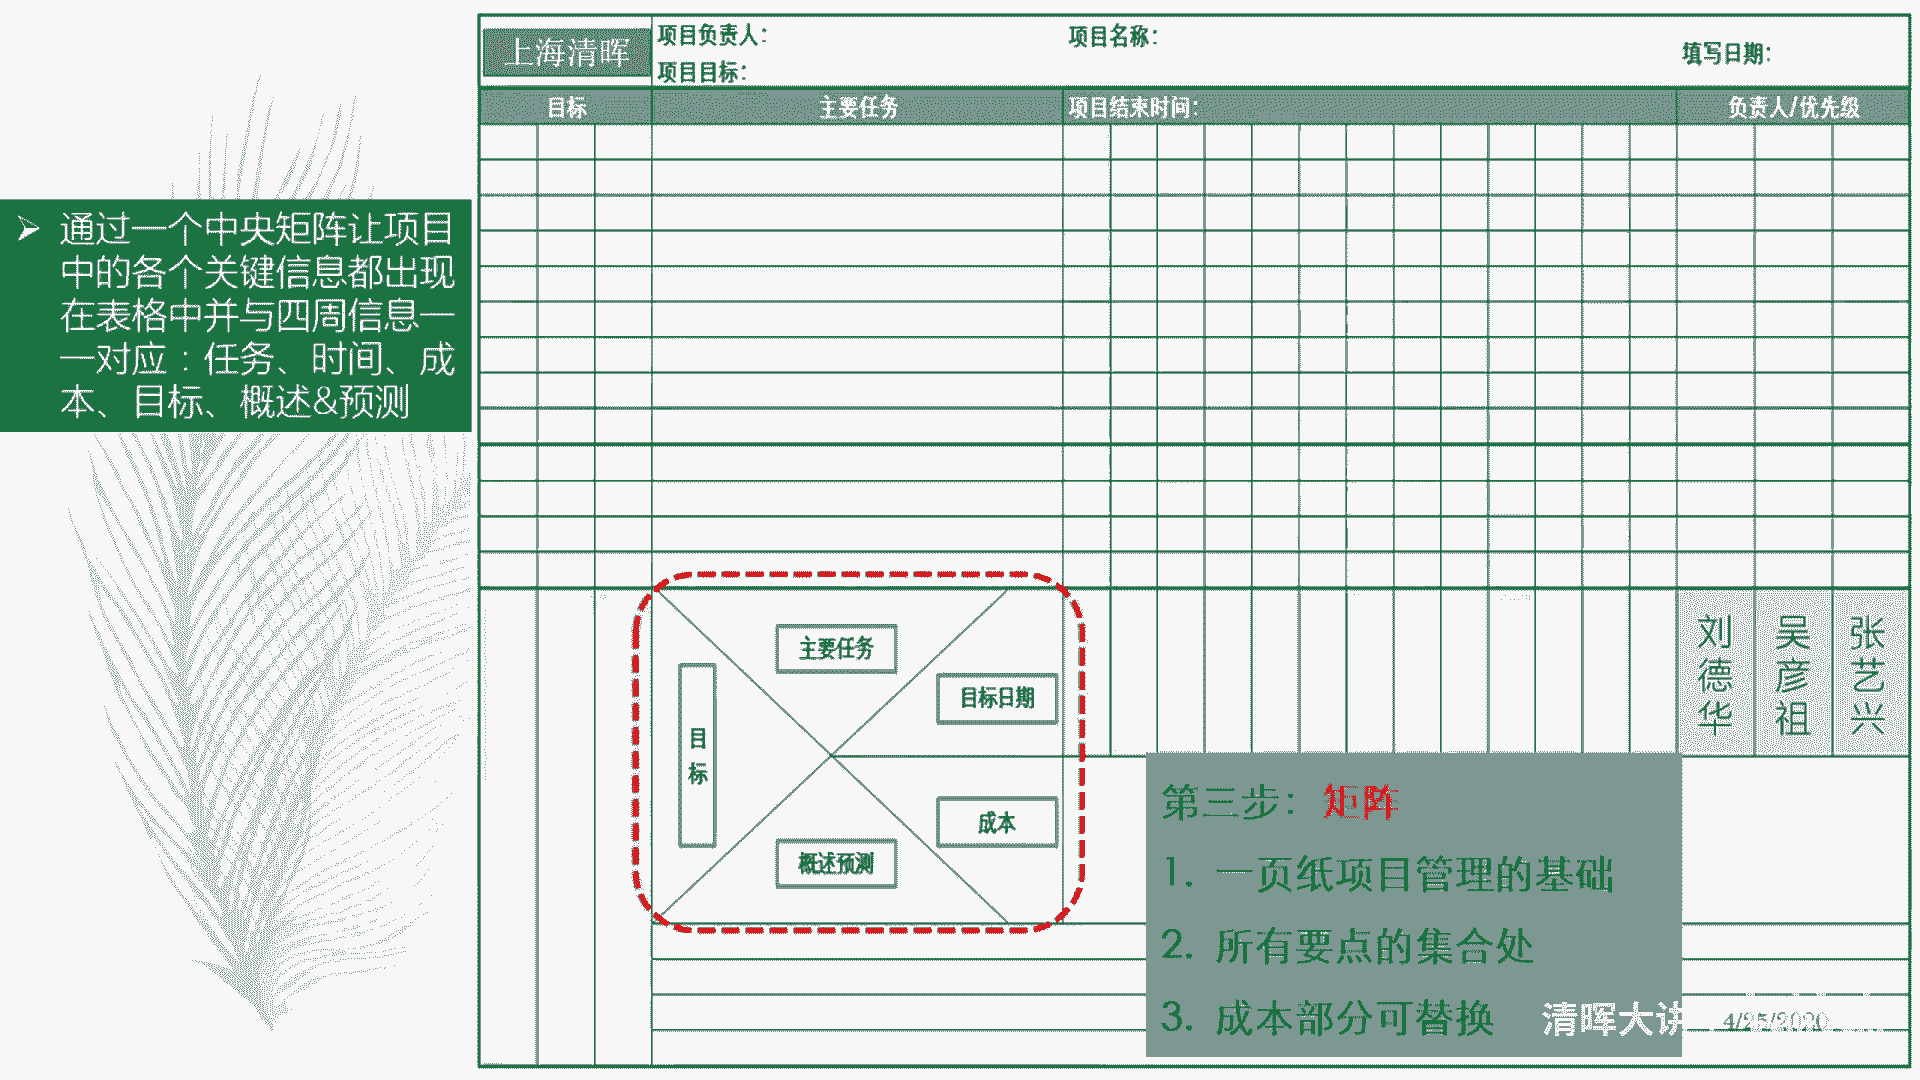 上海清晖
项目负责人：
项目名称：
项目目标：
填写日期：
目标
主要任务
项目结束时间：
负责人/优先级
通过一个中央矩阵让项目
中的各个关键信息都出现
在表格中并与四周信息一
一对应：任务、时间、成
本、目标、概述&预测
主要任务
目标日期
目
标
成本
概述预测
刘
德
华
吴
彦
祖
张
艺
兴
第三步：矩阵
1. 一页纸项目管理的基础
2. 所有要点的集合处
3. 成本部分可替换
清晖大讲
4/25/2020